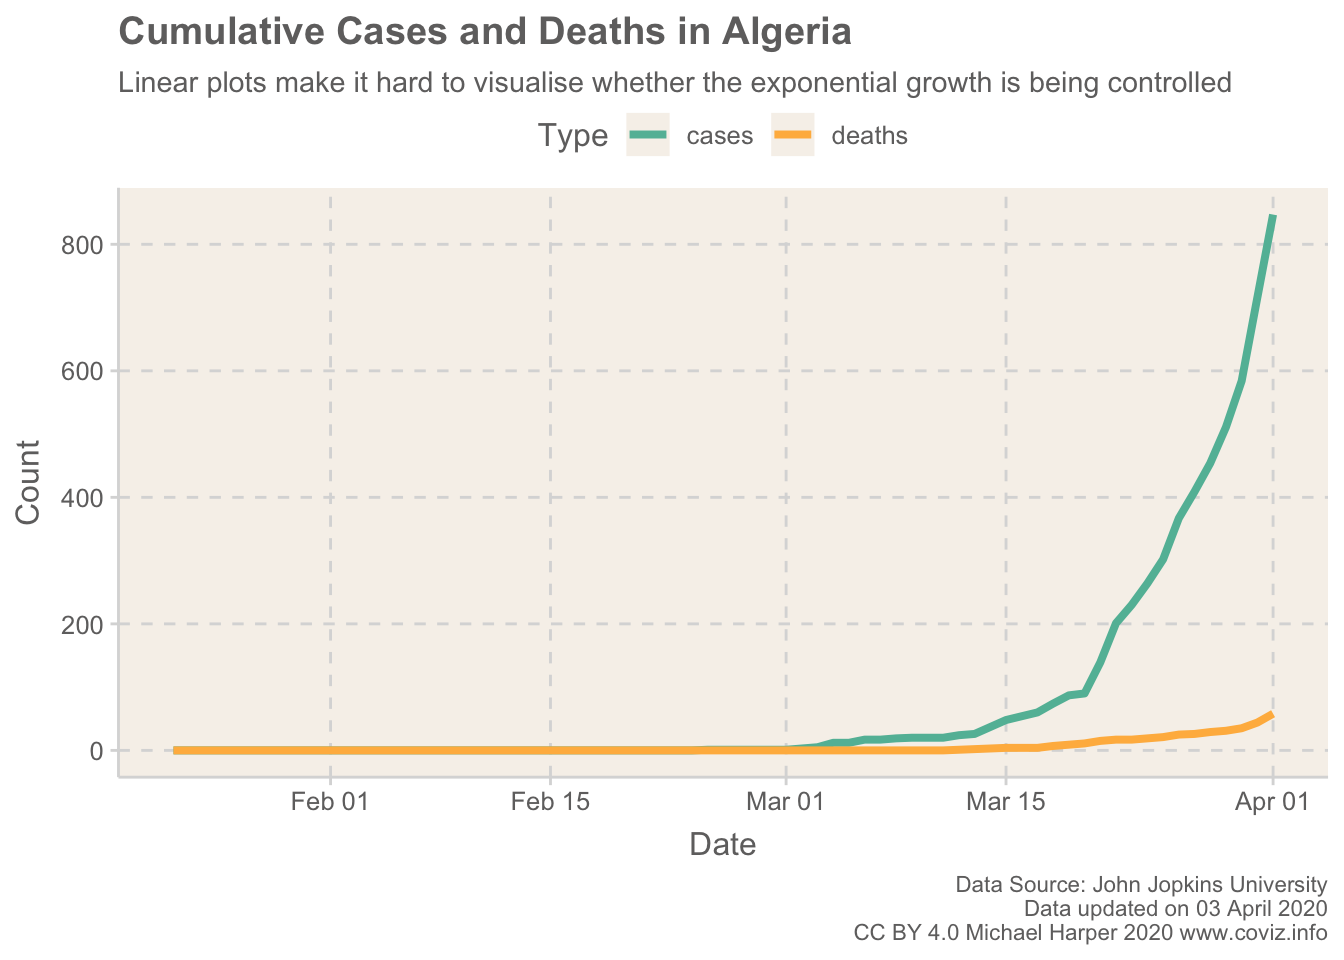 Cumulative Cases and Deaths in Algeria
Linear plots make it hard to visualise whether the exponential growth is being controlled
Type cases deaths
800
600
400
200
0
Count
Feb 01 Feb 15 Mar 01 Mar 15 Apr 01
Date
Data Source: John Jopkins University
Data updated on 03 April 2020
CC BY 4.0 Michael Harper 2020 www.coviz.info